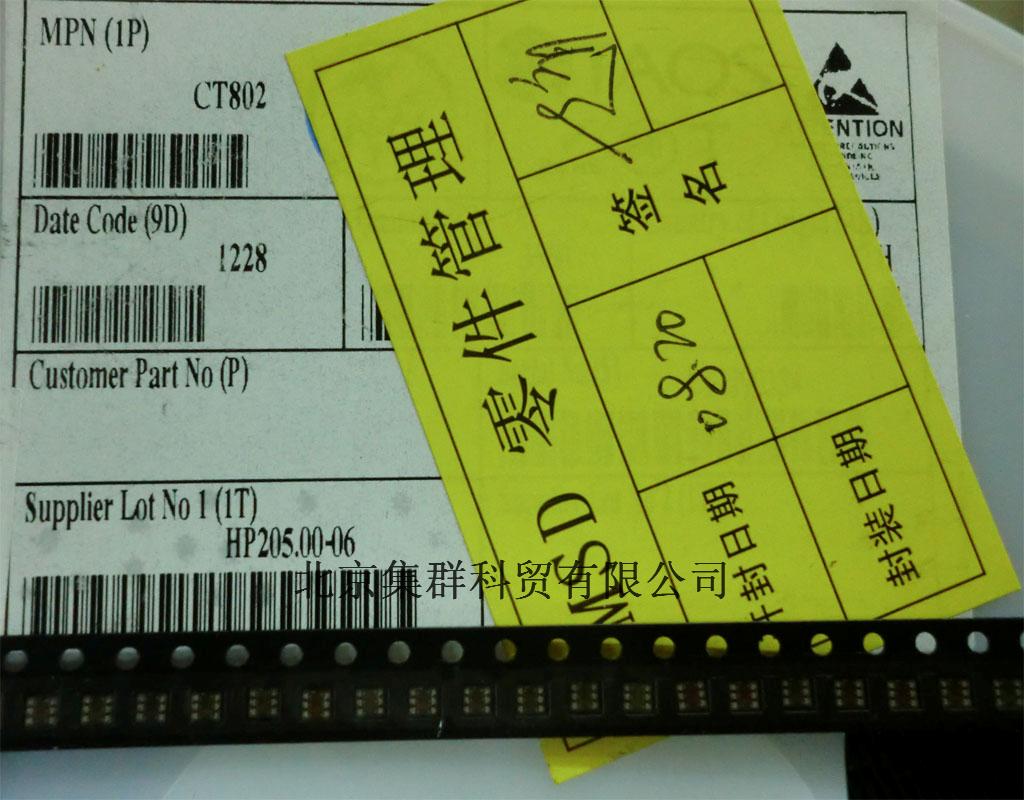 MPN (1P)
CT802
Date Code (9D)
1228
Customer Part No (P)
Supplier Lot No 1 (1T)
HP205.00-06
MSD 零件管理
签名
0820
封日期
封装日期
北京集群科贸有限公司